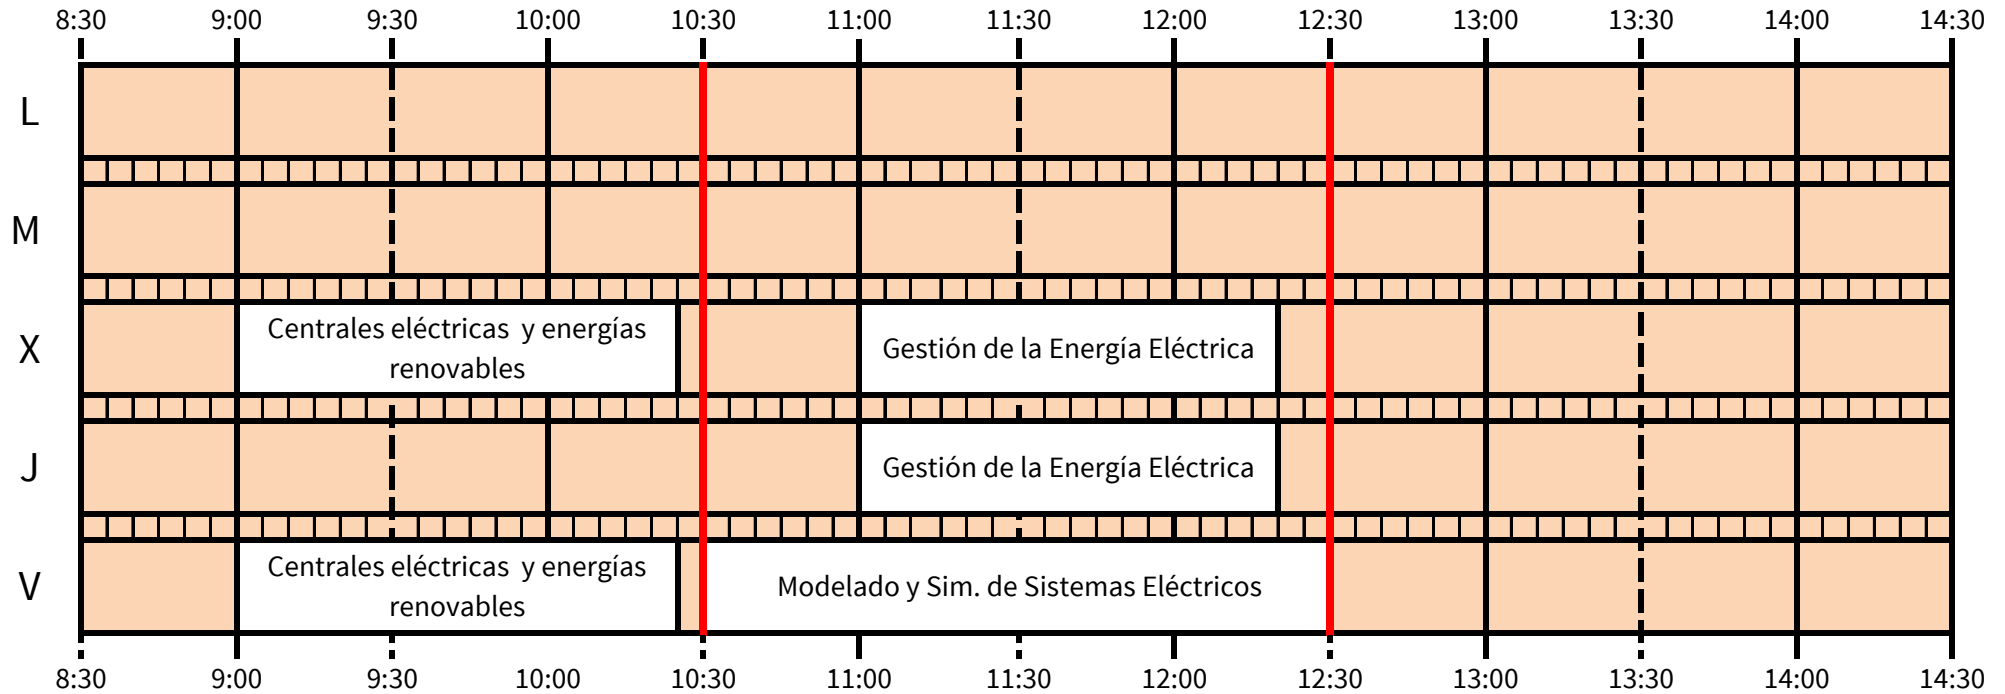 8:30 9:00 9:30 10:00 10:30 11:00 11:30 12:00 12:30 13:00 13:30 14:00 14:30
L
M
X
Centrales eléctricas y energías
renovables
Gestión de la Energía Eléctrica
J
Gestión de la Energía Eléctrica
V
Centrales eléctricas y energías
renovables
Modelado y Sim. de Sistemas Eléctricos
8:30 9:00 9:30 10:00 10:30 11:00 11:30 12:00 12:30 13:00 13:30 14:00 14:30